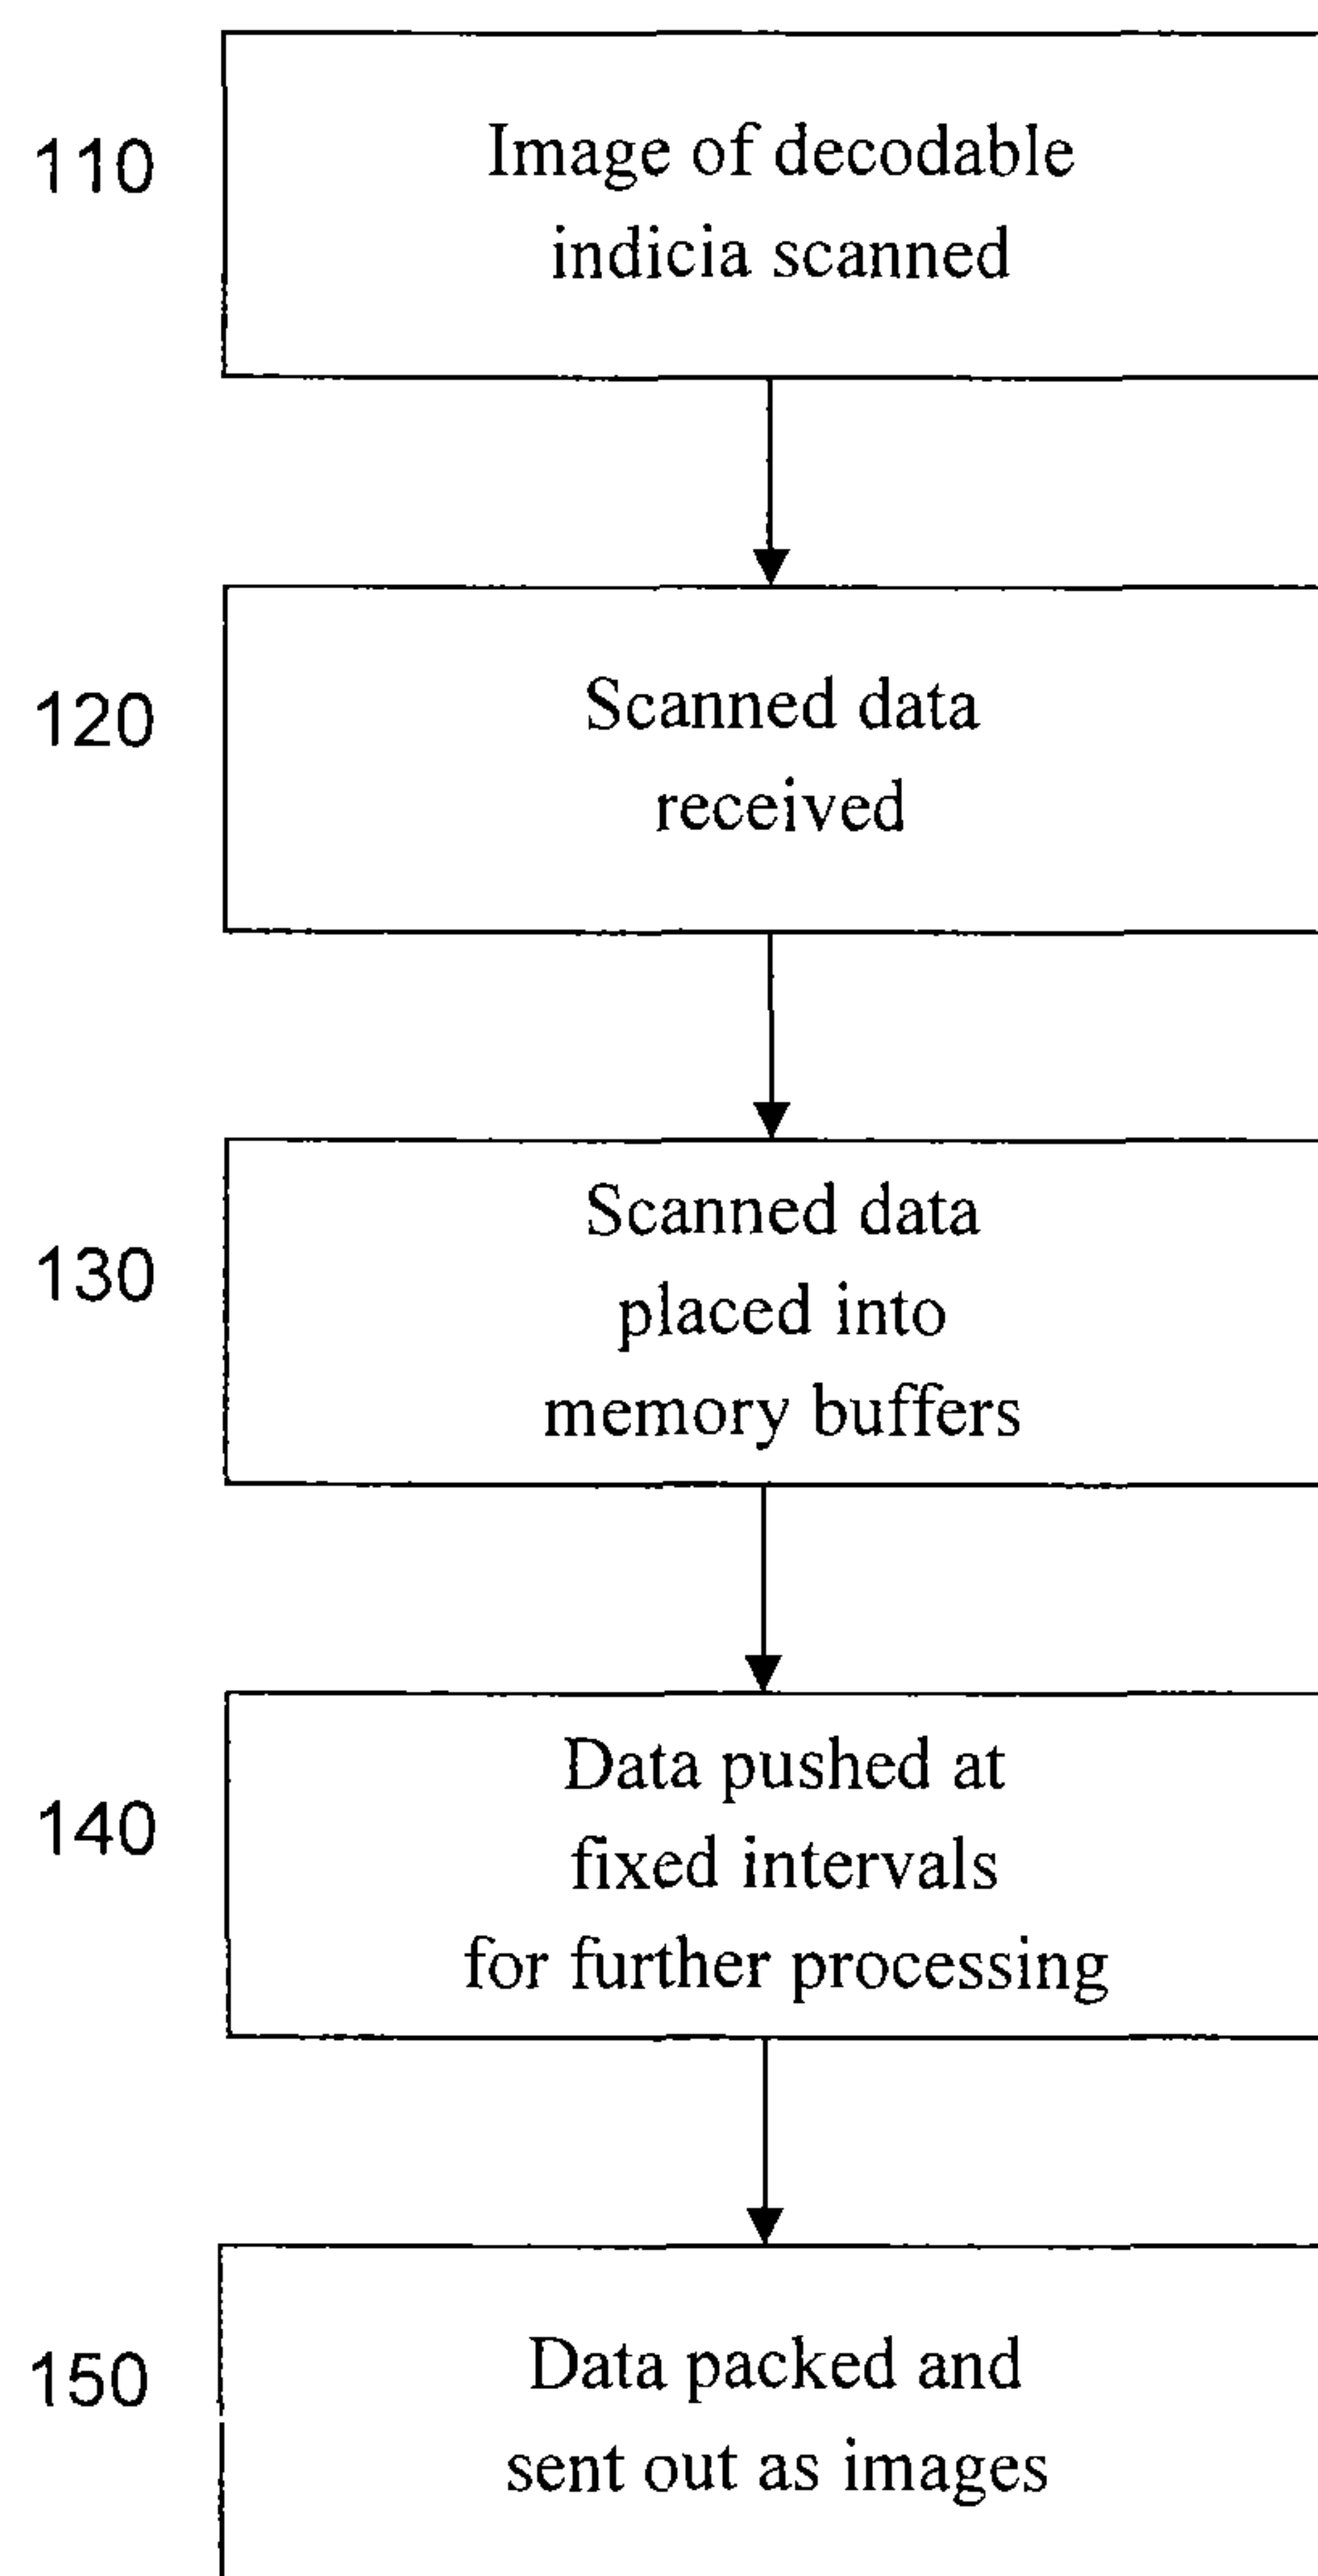 110
Image of decodable
indicia scanned
120
Scanned data
received
130
Scanned data
placed into
memory buffers
140
Data pushed at
fixed intervals
for further processing
150
Data packed and
sent out as images